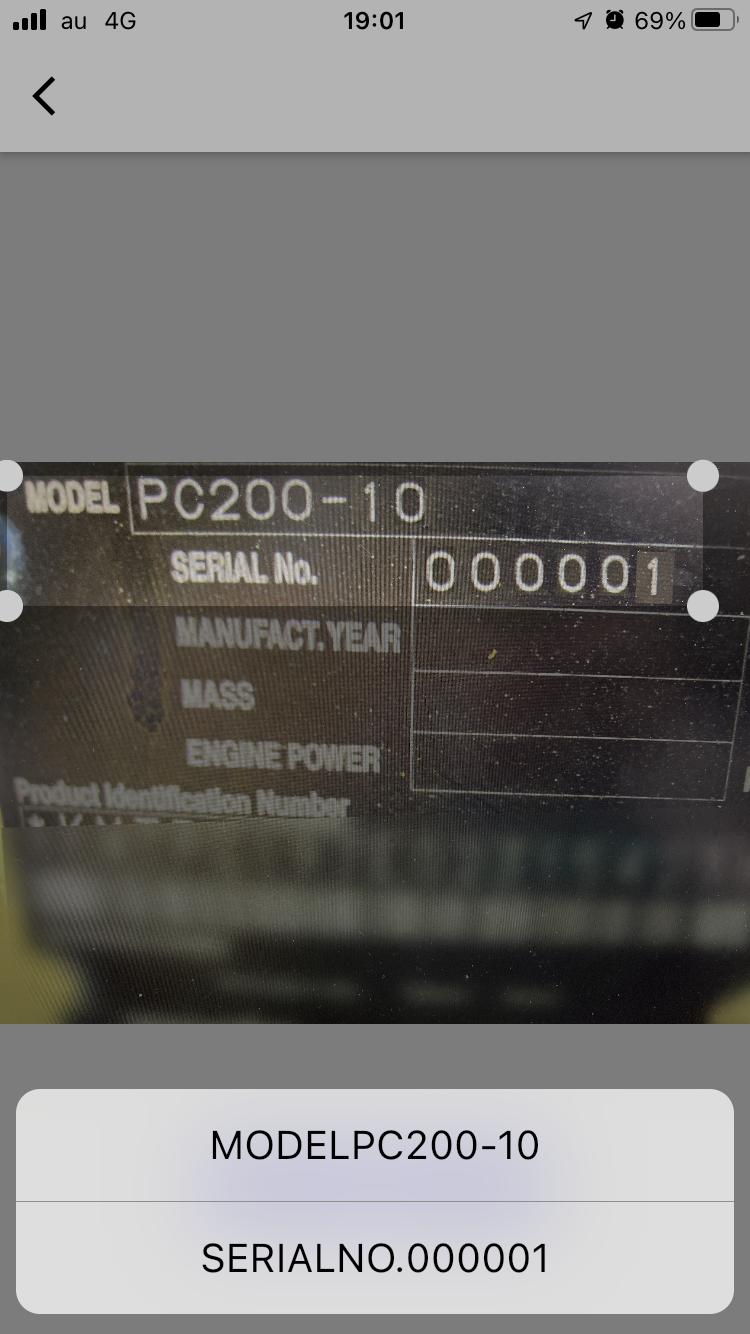 au 4G 19:01 69%
MODEL PC200-10
SERIAL No. 000001
MANUFACT. YEAR
MASS
ENGINE POWER
Product Identification Number
MODELPC200-10
SERIALNO.000001